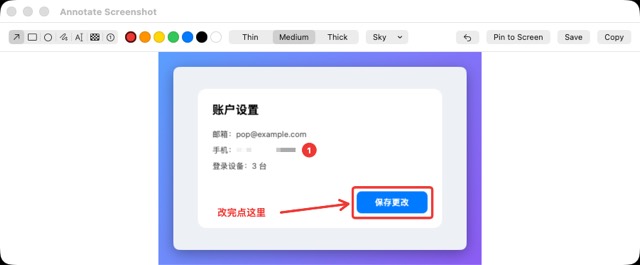 Annotate Screenshot
Thin Medium Thick Sky Pin to Screen Save Copy
账户设置
邮箱：pop@example.com
手机： 1
登录设备：3 台
保存更改
改完点这里